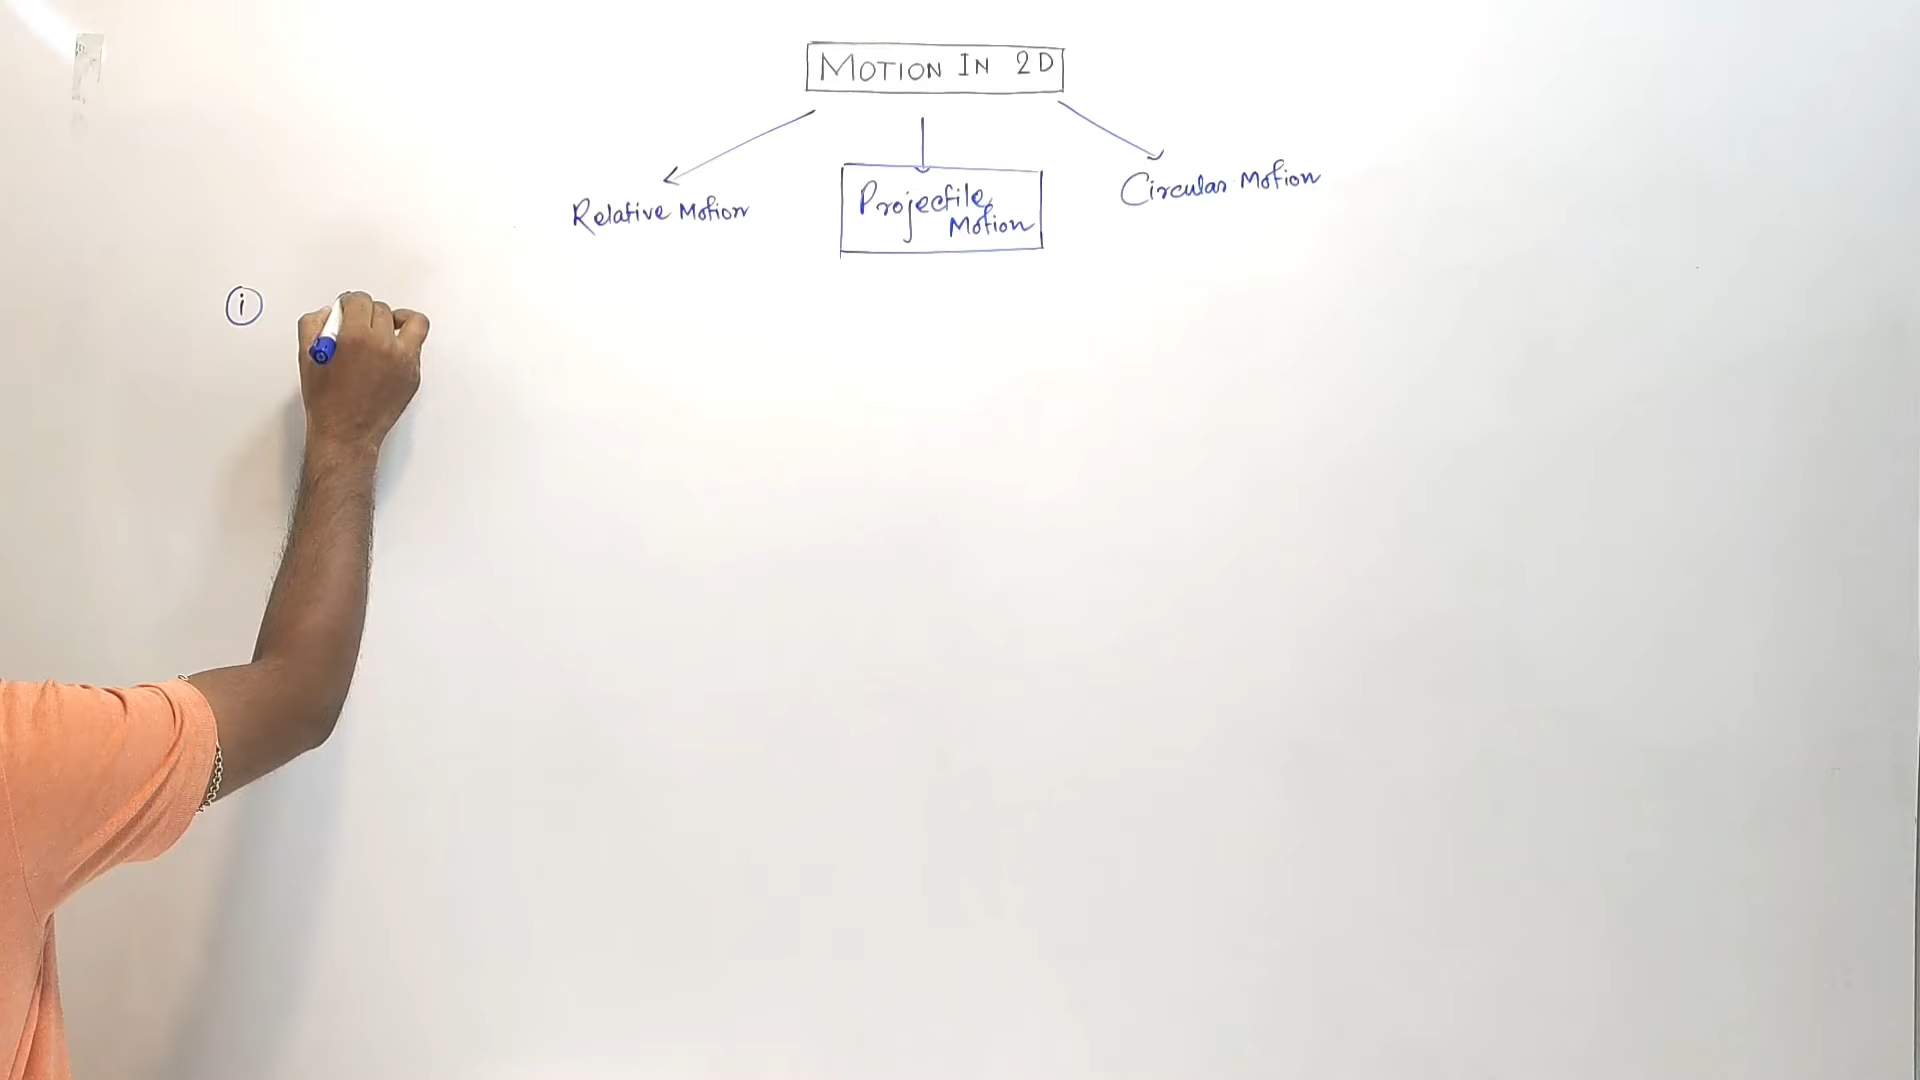 MOTION IN 2D
Relative Motion
Projectile
Motion
Circular Motion
i